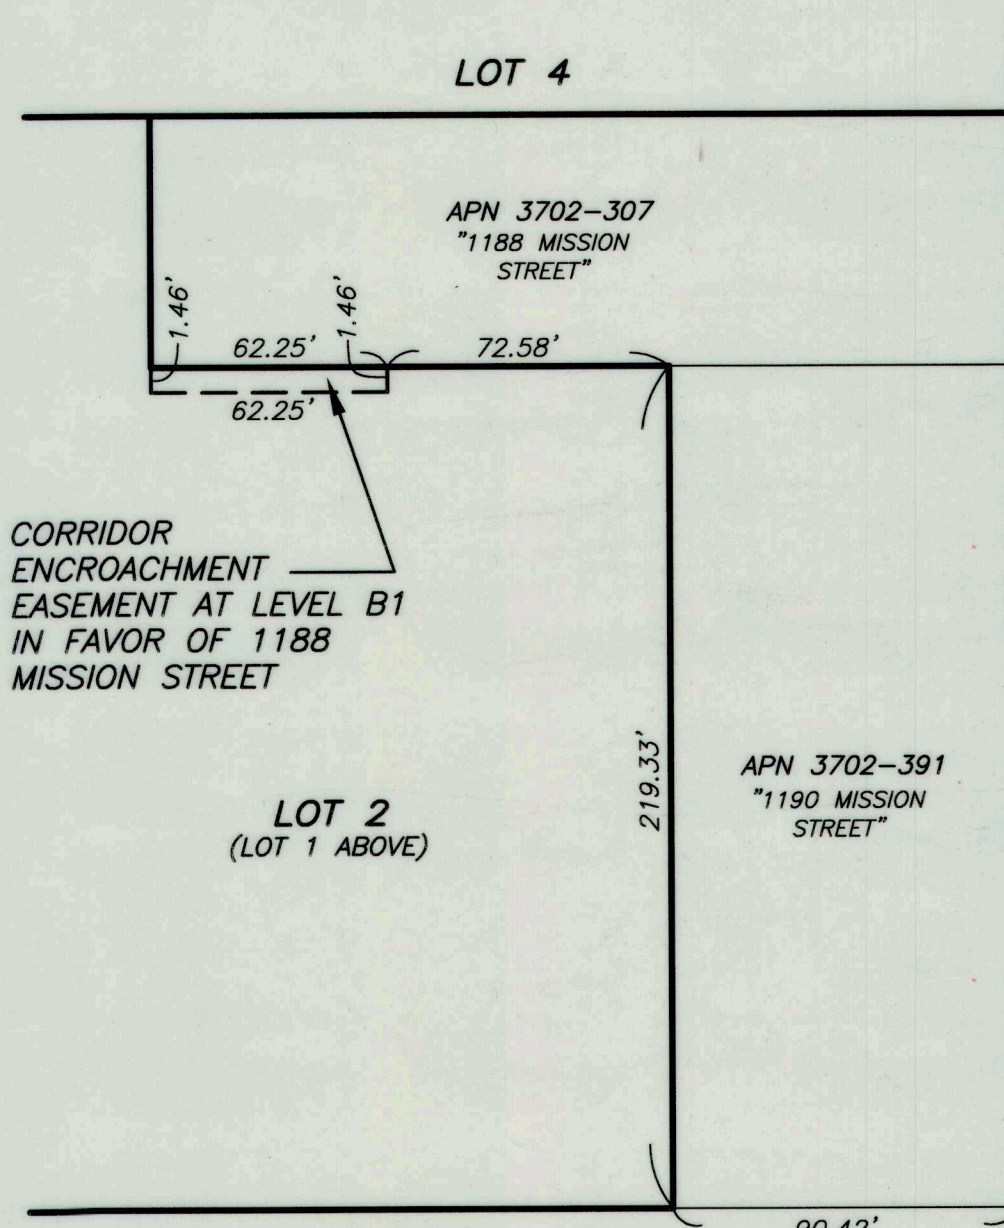 LOT 4
APN 3702-307
"1188 MISSION
STREET"
1.46'
1.46'
62.25'
72.58'
62.25'
CORRIDOR
ENCROACHMENT
EASEMENT AT LEVEL B1
IN FAVOR OF 1188
MISSION STREET
219.33'
APN 3702-391
"1190 MISSION
STREET"
LOT 2
(LOT 1 ABOVE)